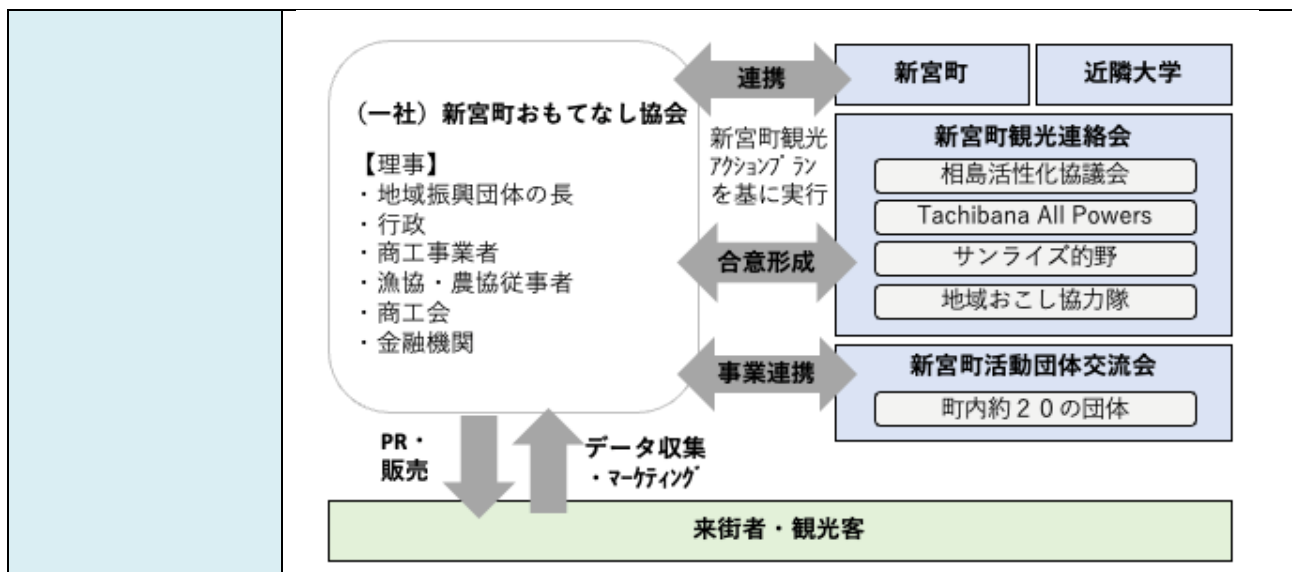 （一社）新宮町おもてなし協会
【理事】
・地域振興団体の長
・行政
・商工事業者
・漁協・農協従事者
・商工会
・金融機関
連携
新宮町観光
ｱｸｼｮﾝﾌﾟﾗﾝ
を基に実行
合意形成
事業連携
新宮町
近隣大学
新宮町観光連絡会
相島活性化協議会
Tachibana All Powers
サンライズ的野
地域おこし協力隊
新宮町活動団体交流会
町内約２０の団体
PR・
販売
データ収集
・ﾏｰｹﾃｨﾝｸﾞ
来街者・観光客